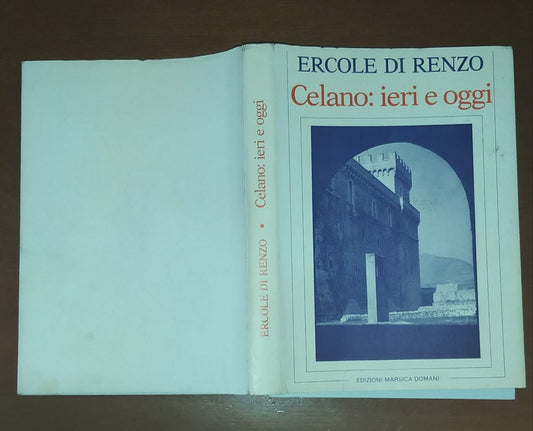 ERCOLE DI RENZO
Celano: ieri e oggi
EDIZIONI MARSICA DOMANI
ERCOLE DI RENZO • Celano: ieri e oggi